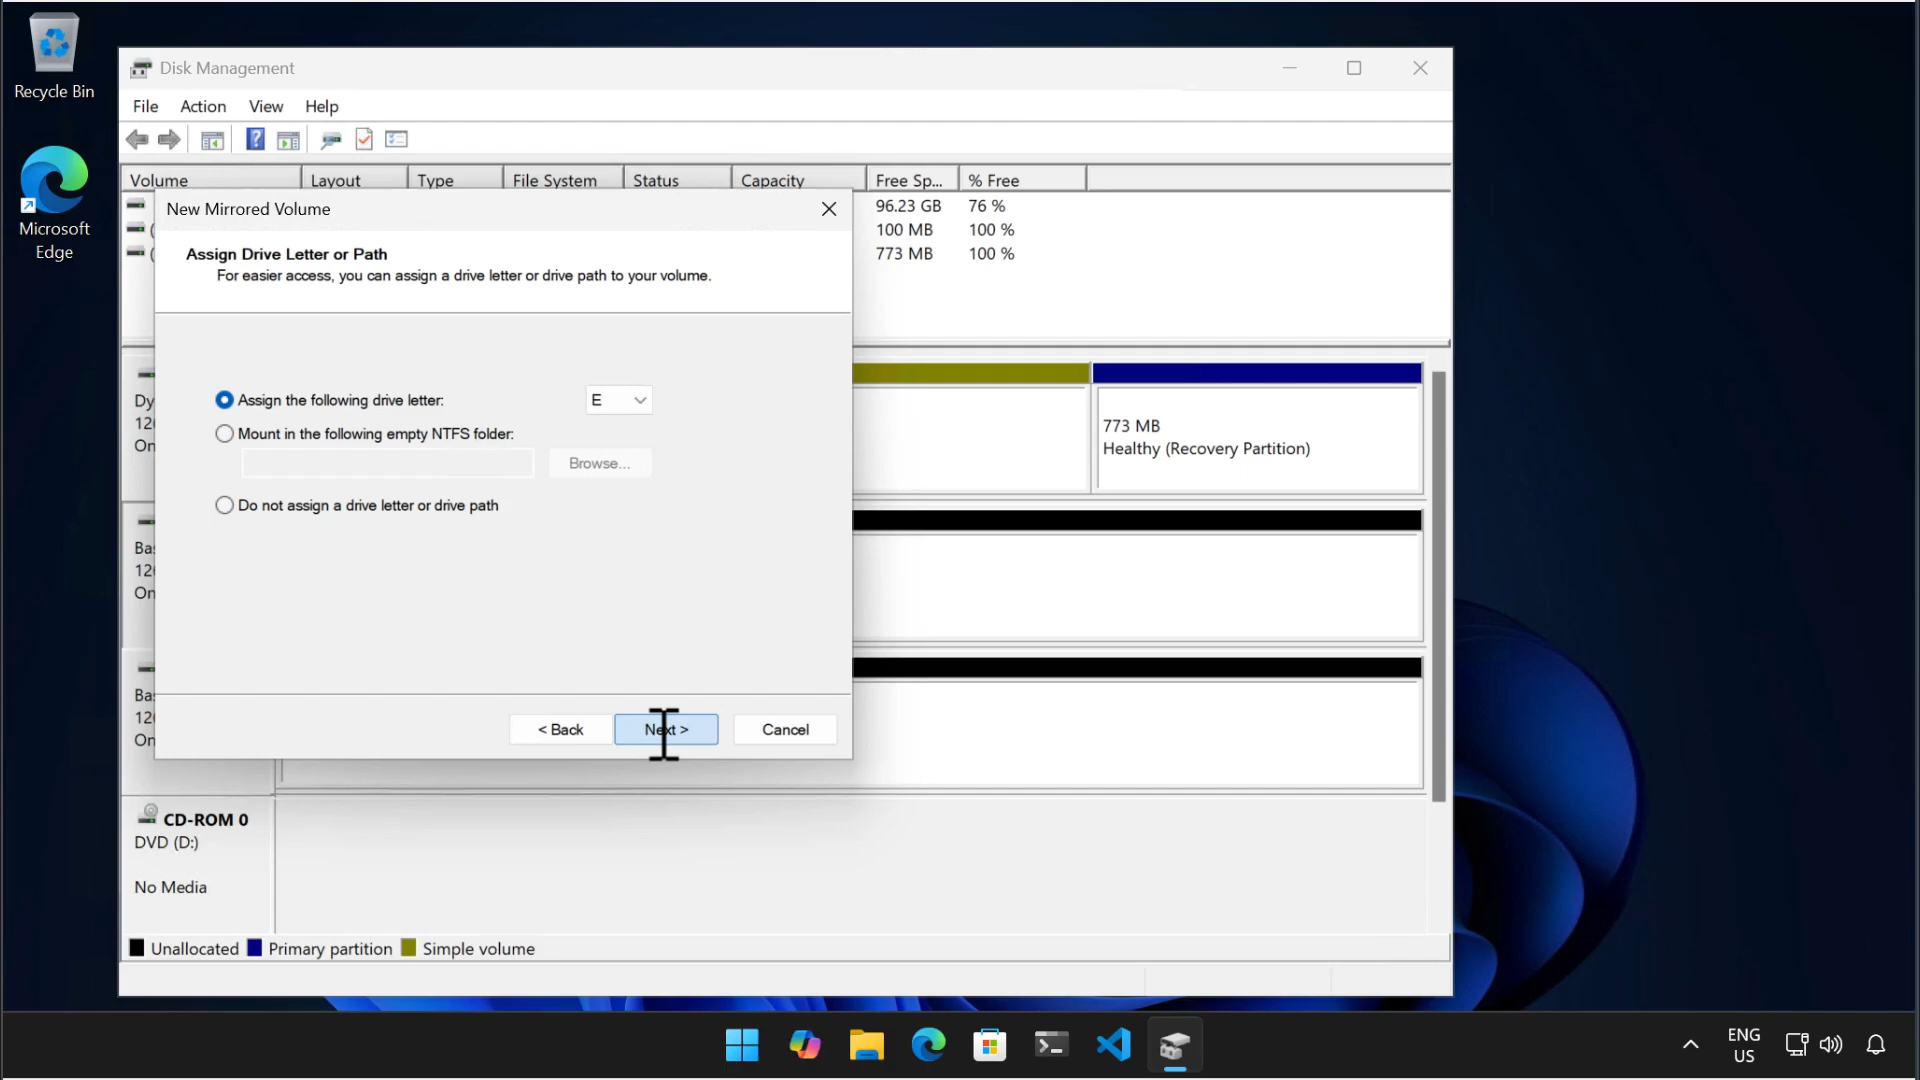 Recycle Bin
Microsoft
Edge
Disk Management
File Action View Help
Volume Layout Type File System Status Capacity Free Sp... % Free
96.23 GB 76 %
100 MB 100 %
773 MB 100 %
New Mirrored Volume
Assign Drive Letter or Path
For easier access, you can assign a drive letter or drive path to your volume.
Assign the following drive letter: E
Mount in the following empty NTFS folder:
Browse...
Do not assign a drive letter or drive path
< Back Next > Cancel
773 MB
Healthy (Recovery Partition)
Dy
12
On
Ba
12
On
Ba
12
On
CD-ROM 0
DVD (D:)
No Media
Unallocated Primary partition Simple volume
ENG
US